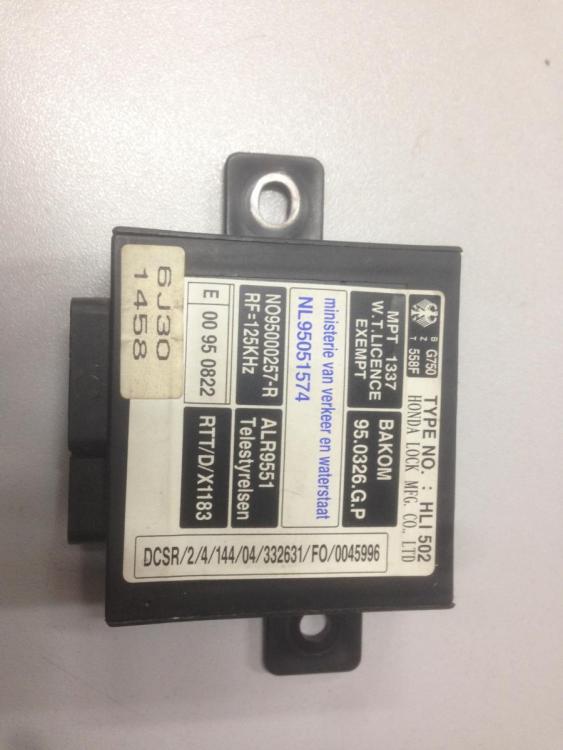 TYPE NO. : HLI 502
HONDA LOCK MFG. CO., LTD
B Z T
G750
558F
MPT 1337
W.T.LICENCE
EXEMPT
BAKOM
95.0326.G.P
ministerie van verkeer en waterstaat
NL95051574
NO95000257-R
RF=125KHz
ALR9551
Telestyrelsen
E 00 95 0822
RTT/D/X1183
DCSR/2/4/144/04/332631/FO/0045996
6J30
1458